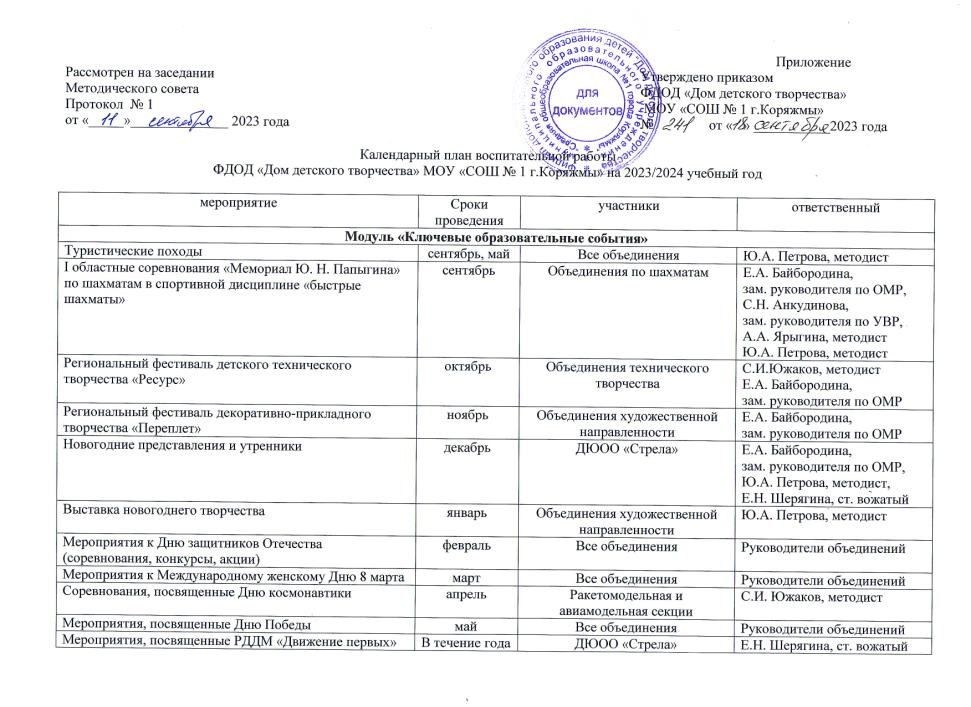 Приложение
Рассмотрен на заседании
Методического совета
Протокол № 1
от « 11 » сентября 2023 года
Утверждено приказом
ФДОД «Дом детского творчества»
МОУ «СОШ № 1 г.Коряжмы»
№ 241 от «18» сентября 2023 года
для
документов
Календарный план воспитательной работы
ФДОД «Дом детского творчества» МОУ «СОШ № 1 г.Коряжмы» на 2023/2024 учебный год
мероприятие Сроки проведения участники ответственный
Модуль «Ключевые образовательные события»
Туристические походы сентябрь, май Все объединения Ю.А. Петрова, методист
I областные соревнования «Мемориал Ю. Н. Папыгина» сентябрь Объединения по шахматам Е.А. Байбородина,
по шахматам в спортивной дисциплине «быстрые зам. руководителя по ОМР,
шахматы» С.Н. Анкудинова,
зам. руководителя по УВР,
А.А. Ярыгина, методист
Ю.А. Петрова, методист
Региональный фестиваль детского технического октябрь Объединения технического С.И.Южаков, методист
творчества «Ресурс» творчества Е.А. Байбородина,
зам. руководителя по ОМР
Региональный фестиваль декоративно-прикладного ноябрь Объединения художественной Е.А. Байбородина,
творчества «Переплет» направленности зам. руководителя по ОМР
Новогодние представления и утренники декабрь ДЮОО «Стрела» Е.А. Байбородина,
зам. руководителя по ОМР,
Ю.А. Петрова, методист,
Е.Н. Шерягина, ст. вожатый
Выставка новогоднего творчества январь Объединения художественной Ю.А. Петрова, методист
направленности
Мероприятия к Дню защитников Отечества февраль Все объединения Руководители объединений
(соревнования, конкурсы, акции)
Мероприятия к Международному женскому Дню 8 марта март Все объединения Руководители объединений
Соревнования, посвященные Дню космонавтики апрель Ракетомодельная и С.И. Южаков, методист
авиамодельная секции
Мероприятия, посвященные Дню Победы май Все объединения Руководители объединений
Мероприятия, посвященные РДДМ «Движение первых» В течение года ДЮОО «Стрела» Е.Н. Шерягина, ст. вожатый